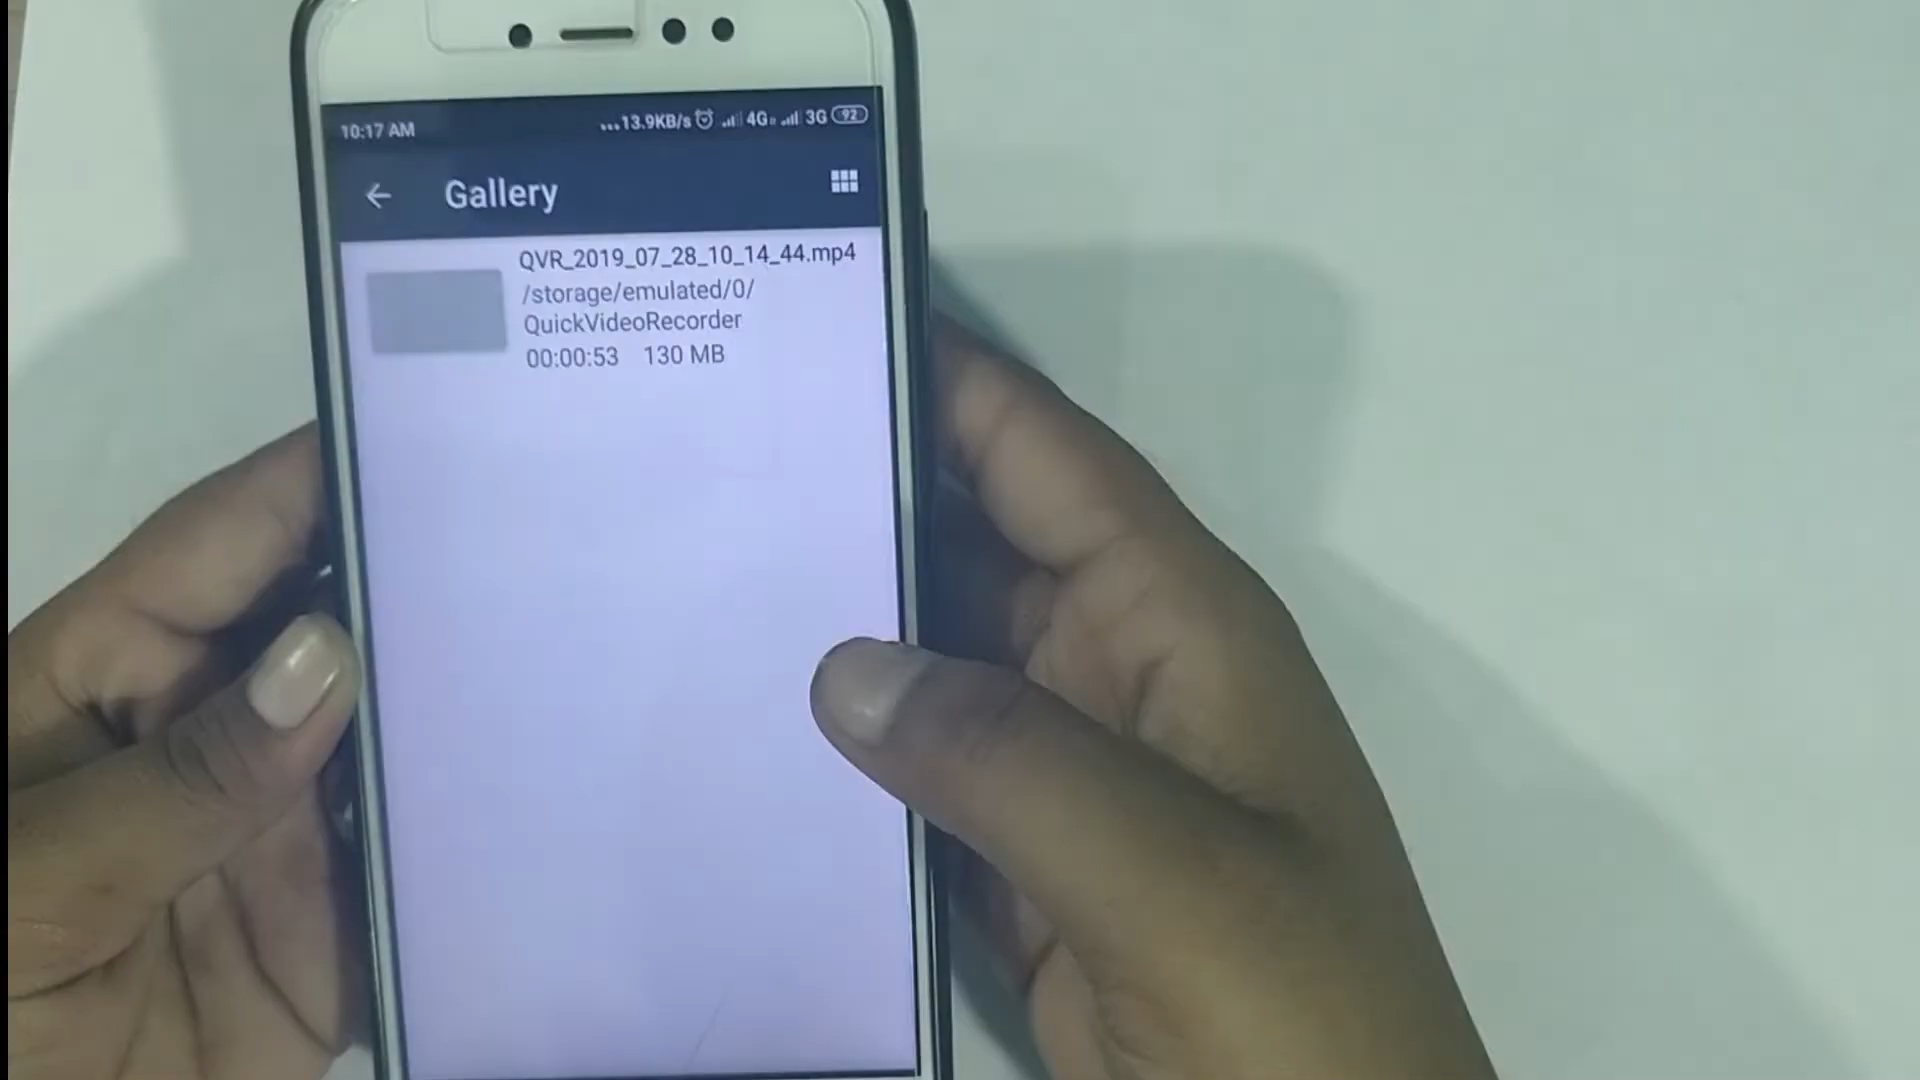 10:17 AM ...13.9KB/s 4G 3G 92
Gallery
QVR_2019_07_28_10_14_44.mp4
/storage/emulated/0/
QuickVideoRecorder
00:00:53 130 MB